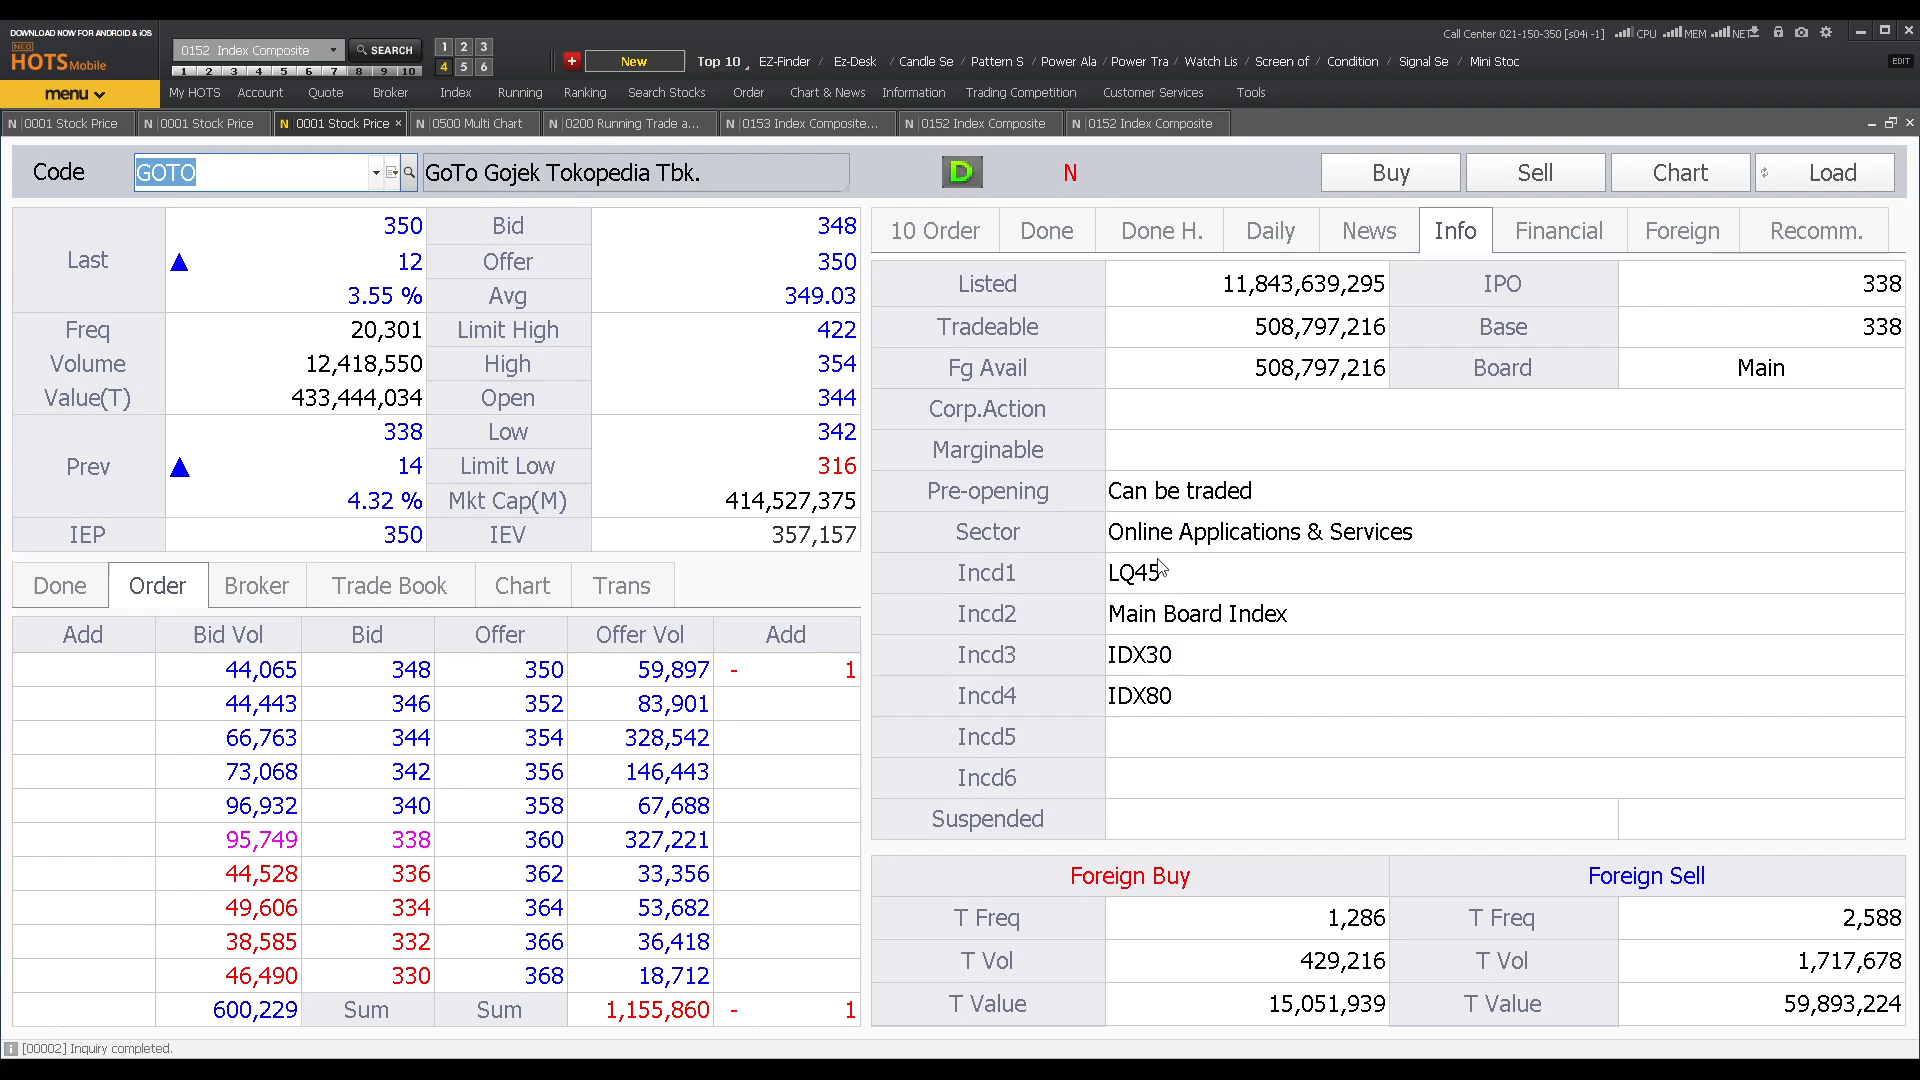 DOWNLOAD NOW FOR ANDROID & iOS
NEO
HOTS Mobile
0152 Index Composite
SEARCH
1 2 3
4 5 6
1 2 3 4 5 6 7 8 9 10
New
Top 10 EZ-Finder / Ez-Desk / Candle Se / Pattern S / Power Ala / Power Tra / Watch Lis / Screen of / Condition / Signal Se / Mini Stoc
Call Center 021-150-350 [s04i -1] CPU MEM NET
EDIT
menu
My HOTS Account Quote Broker Index Running Ranking Search Stocks Order Chart & News Information Trading Competition Customer Services Tools
N 0001 Stock Price N 0001 Stock Price N 0001 Stock Price × N 0500 Multi Chart N 0200 Running Trade a... N 0153 Index Composite... N 0152 Index Composite N 0152 Index Composite
Code GOTO GoTo Gojek Tokopedia Tbk. D N Buy Sell Chart Load
Last 350 Bid 348
▲ 12 Offer 350
3.55 % Avg 349.03
Freq 20,301 Limit High 422
Volume 12,418,550 High 354
Value(T) 433,444,034 Open 344
Prev 338 Low 342
▲ 14 Limit Low 316
4.32 % Mkt Cap(M) 414,527,375
IEP 350 IEV 357,157
Done Order Broker Trade Book Chart Trans
Add Bid Vol Bid Offer Offer Vol Add
44,065 348 350 59,897 - 1
44,443 346 352 83,901
66,763 344 354 328,542
73,068 342 356 146,443
96,932 340 358 67,688
95,749 338 360 327,221
44,528 336 362 33,356
49,606 334 364 53,682
38,585 332 366 36,418
46,490 330 368 18,712
600,229 Sum Sum 1,155,860 - 1
10 Order Done Done H. Daily News Info Financial Foreign Recomm.
Listed 11,843,639,295 IPO 338
Tradeable 508,797,216 Base 338
Fg Avail 508,797,216 Board Main
Corp.Action
Marginable
Pre-opening Can be traded
Sector Online Applications & Services
Incd1 LQ45
Incd2 Main Board Index
Incd3 IDX30
Incd4 IDX80
Incd5
Incd6
Suspended
Foreign Buy Foreign Sell
T Freq 1,286 T Freq 2,588
T Vol 429,216 T Vol 1,717,678
T Value 15,051,939 T Value 59,893,224
[00002] Inquiry completed.